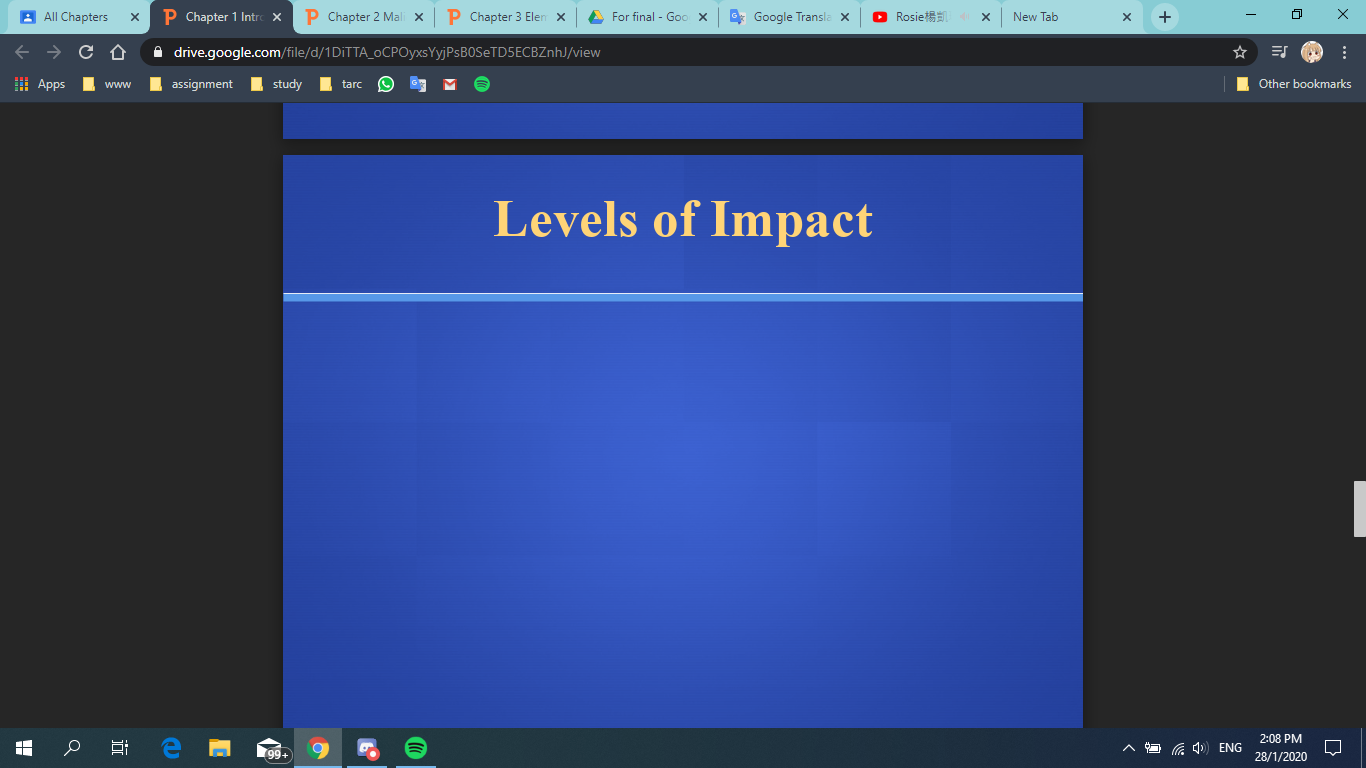 All Chapters
Chapter 1 Intro
Chapter 2 Mali
Chapter 3 Elem
For final - Goo
Google Transla
Rosie楊凱
New Tab
drive.google.com/file/d/1DiTTA_oCPOyxsYyjPsB0SeTD5ECBZnhJ/view
Apps
www
assignment
study
tarc
Other bookmarks
Levels of Impact
99+
ENG
2:08 PM
28/1/2020